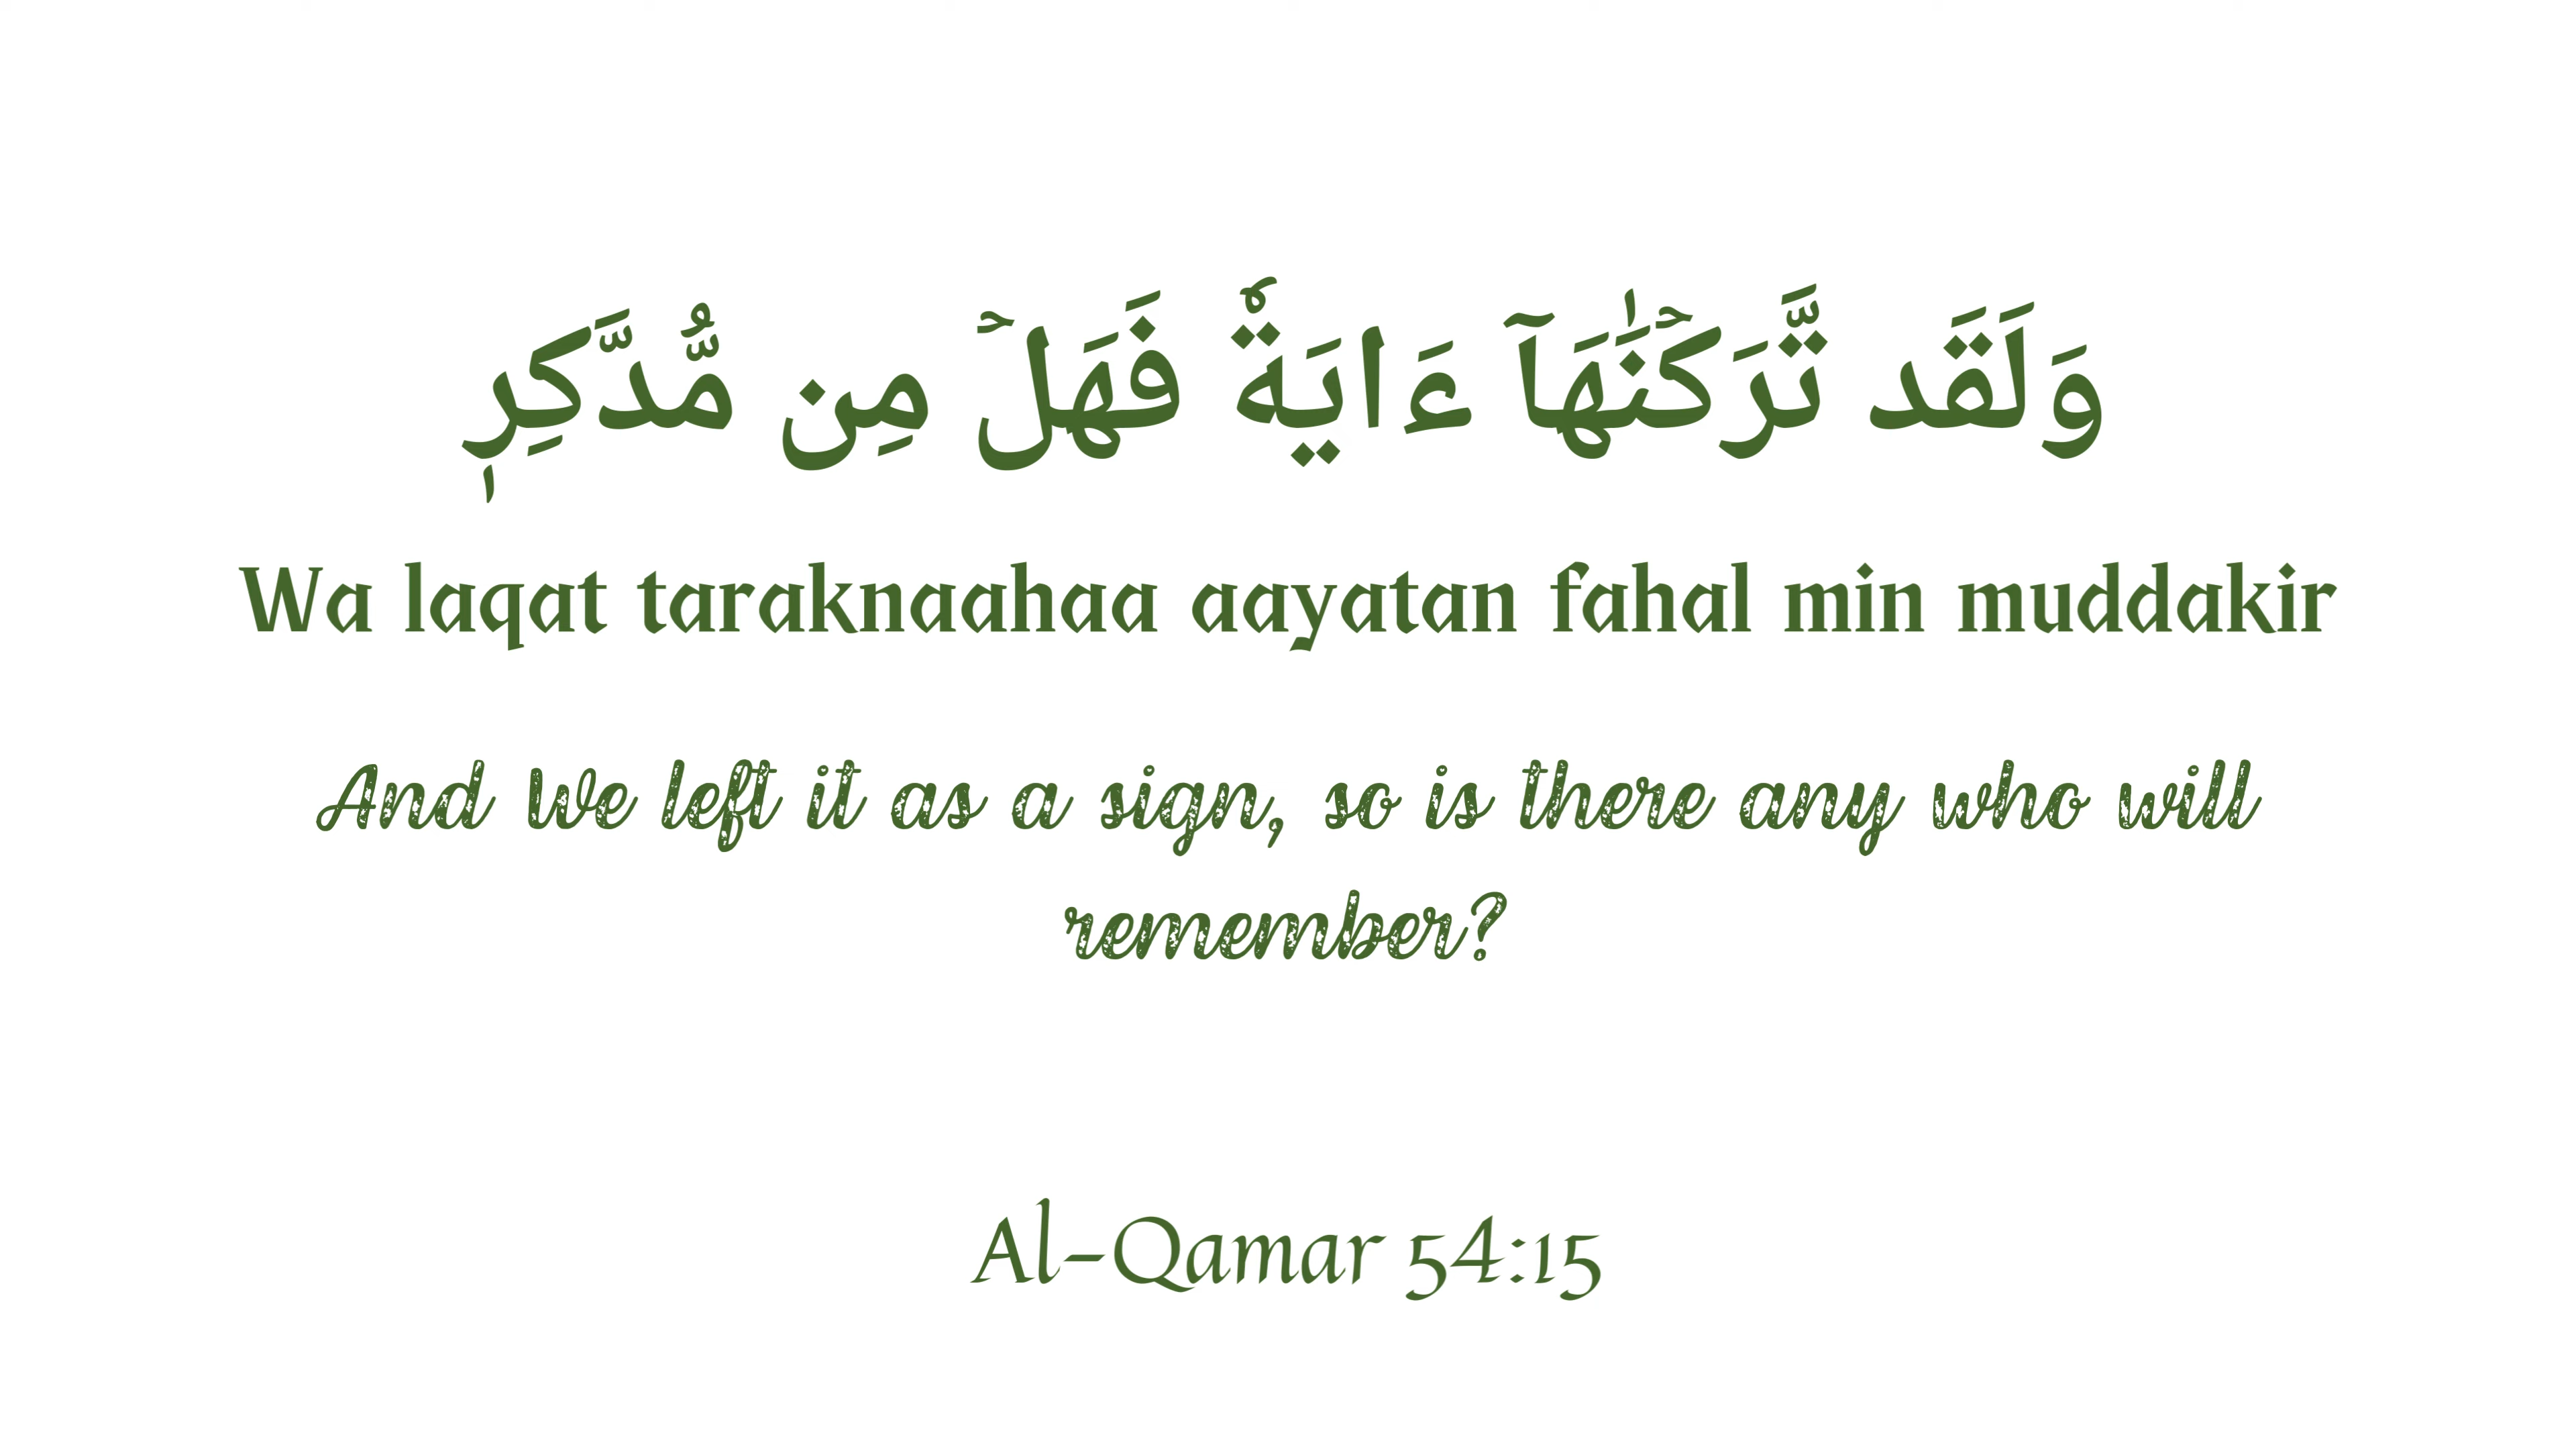 وَلَقَد تَّرَكۡنَٰهَآ ءَايَةٗ فَهَلۡ مِن مُّدَّكِرٖ
Wa laqat taraknaahaa aayatan fahal min muddakir
And We left it as a sign, so is there any who will
remember?
Al-Qamar 54:15